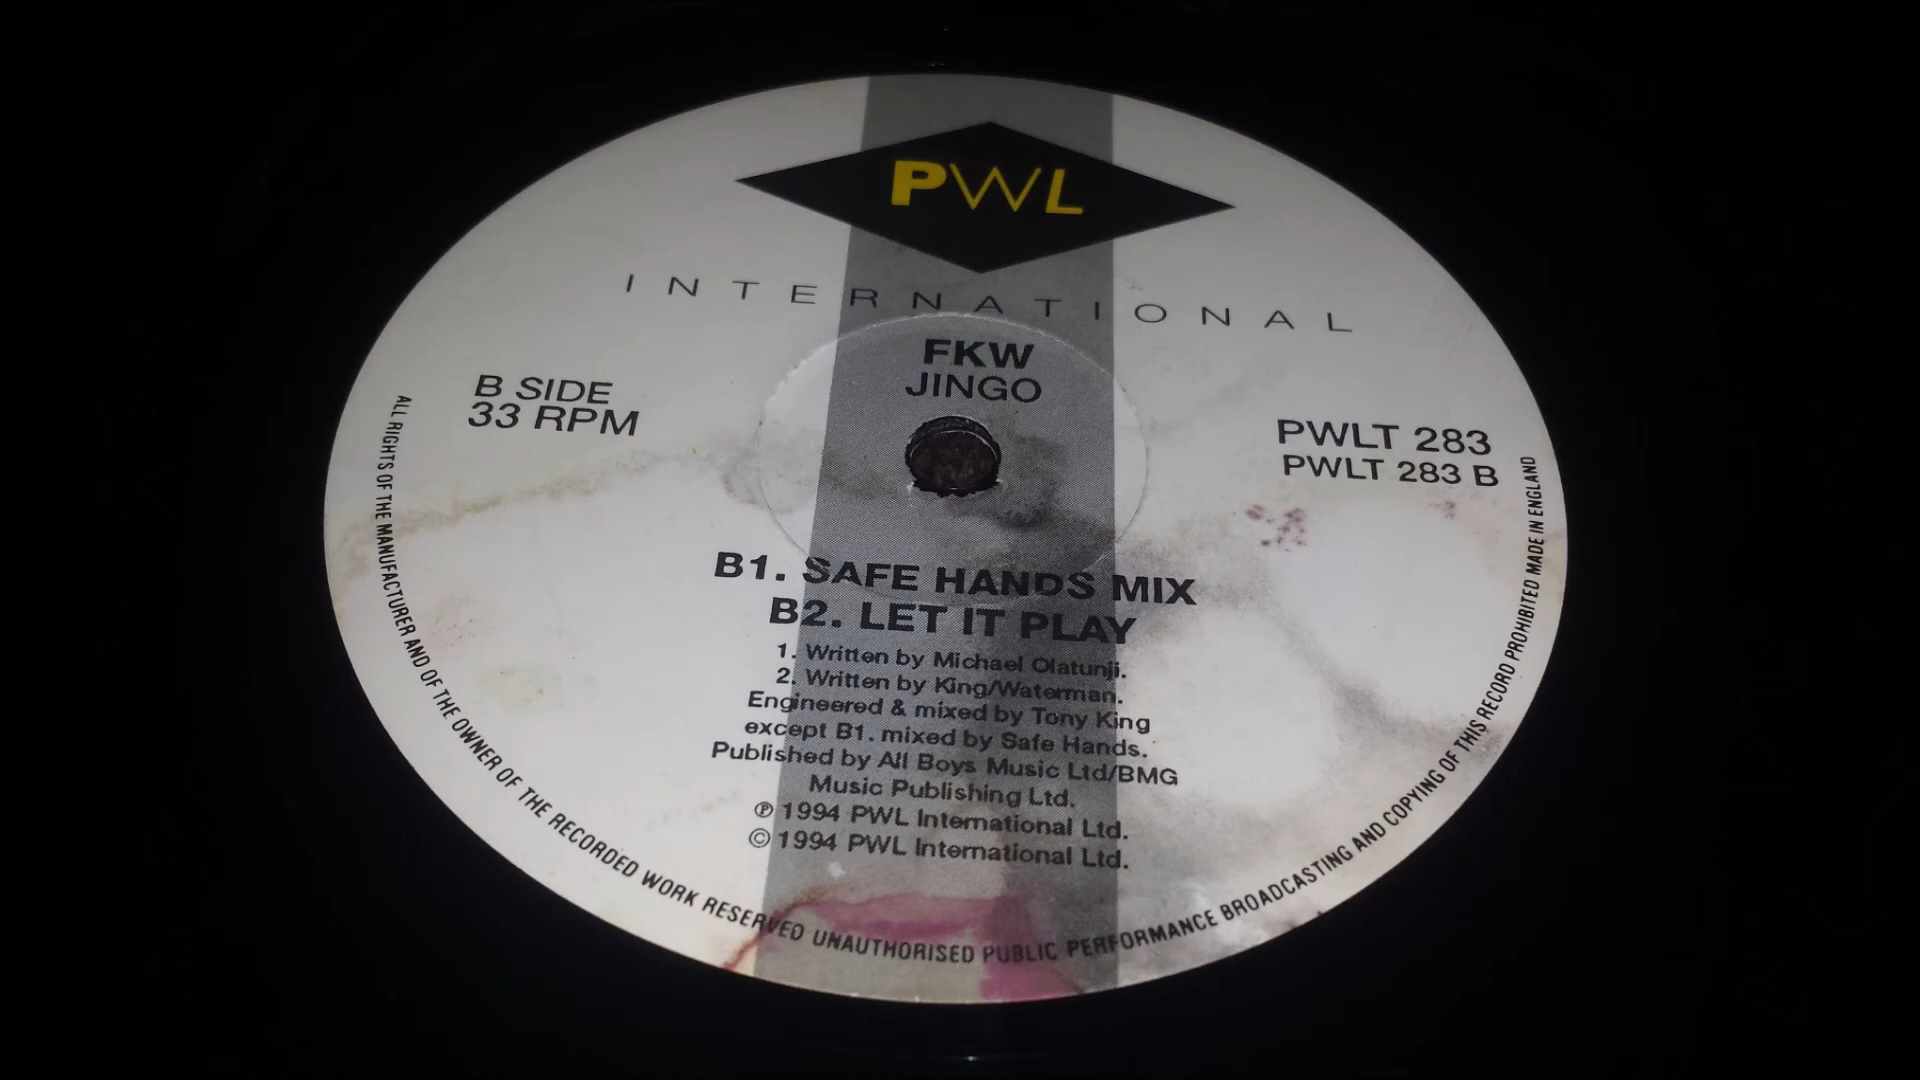 PWL
INTERNATIONAL
FKW
JINGO
B SIDE
33 RPM
PWLT 283
PWLT 283 B
B1. SAFE HANDS MIX
B2. LET IT PLAY
1. Written by Michael Olatunji.
2. Written by King/Waterman.
Engineered & mixed by Tony King
except B1. mixed by Safe Hands.
Published by All Boys Music Ltd/BMG
Music Publishing Ltd.
℗ 1994 PWL International Ltd.
© 1994 PWL International Ltd.
ALL RIGHTS OF THE MANUFACTURER AND OF THE OWNER OF THE RECORDED WORK RESERVED UNAUTHORISED PUBLIC PERFORMANCE BROADCASTING AND COPYING OF THIS RECORD PROHIBITED MADE IN ENGLAND